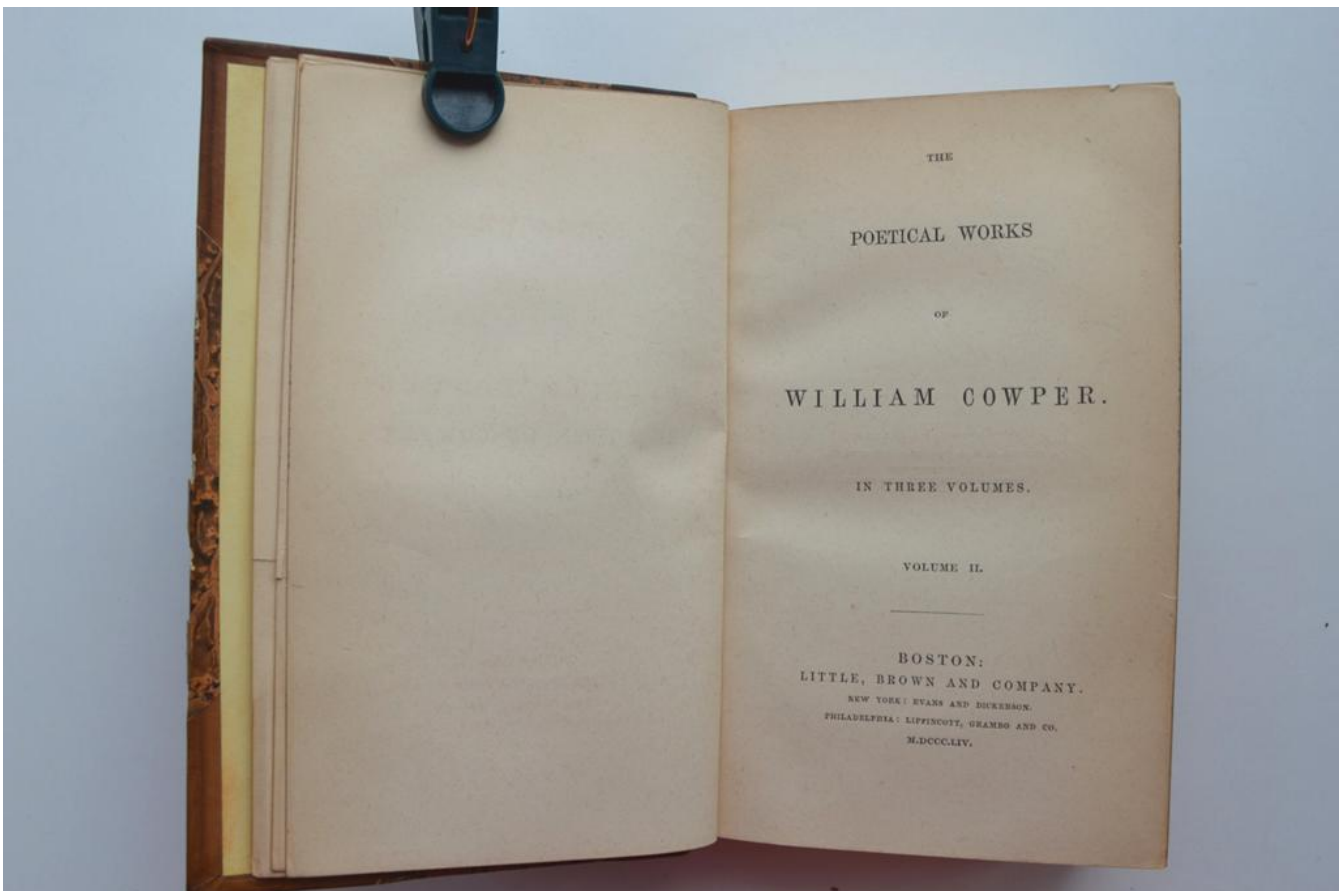 THE
POETICAL WORKS
OF
WILLIAM COWPER.
IN THREE VOLUMES.
VOLUME II.
BOSTON:
LITTLE, BROWN AND COMPANY.
NEW YORK: EVANS AND DICKERSON.
PHILADELPHIA: LIPPINCOTT, GRAMBO AND CO.
M.DCCC.LIV.